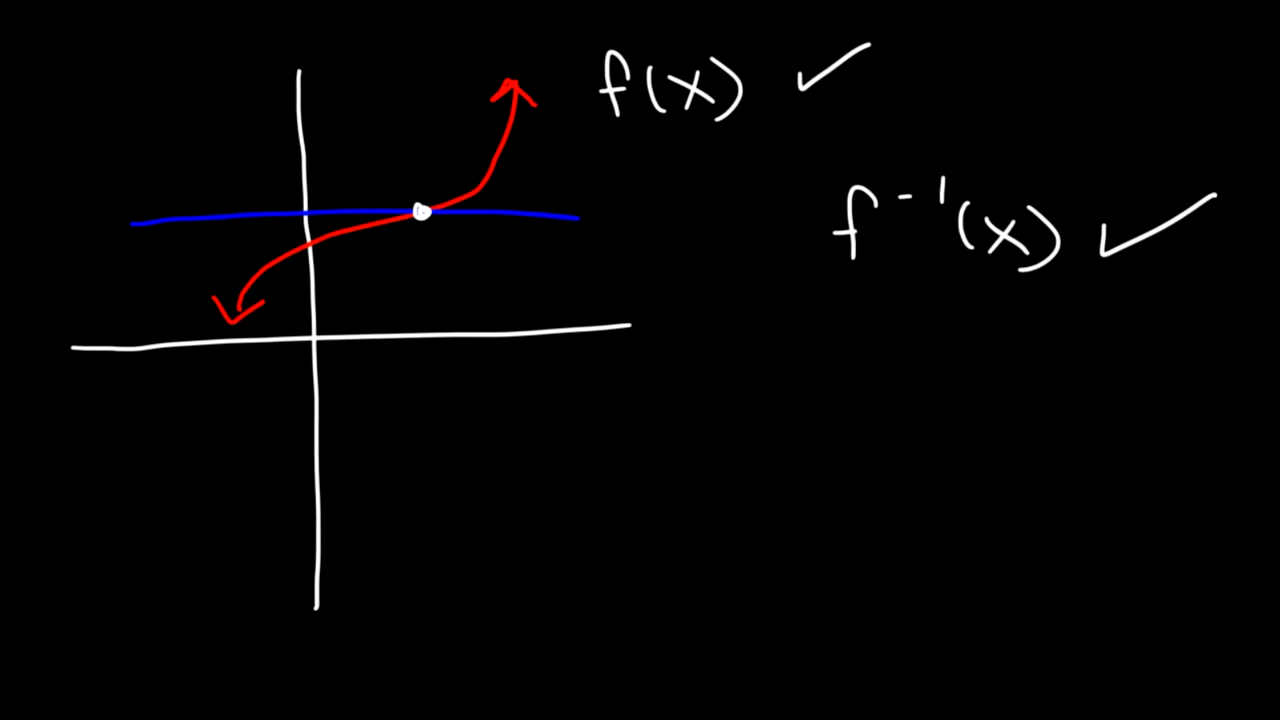 f(x) ✓
f⁻¹(x) ✓